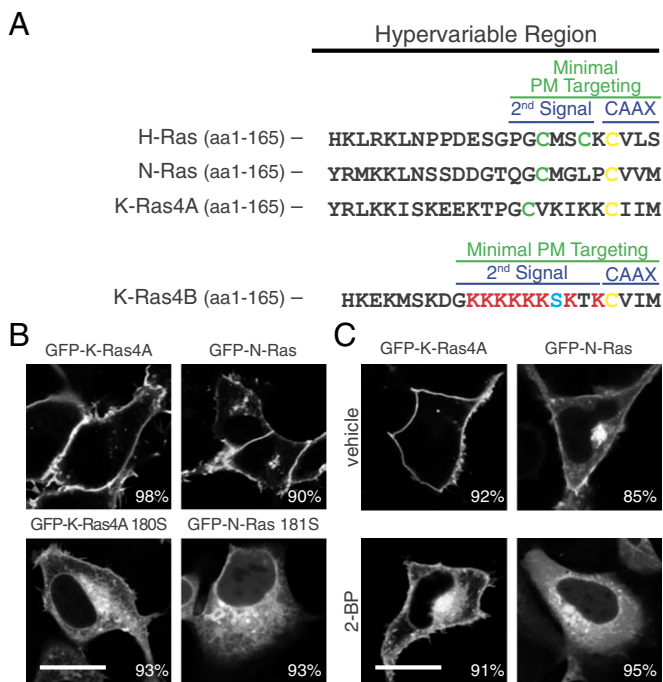 A
Hypervariable Region
Minimal
PM Targeting
2nd Signal CAAX
H-Ras (aa1-165) – HKLRKLNPPDESGPGCMSCKCVLS
N-Ras (aa1-165) – YRMKKLNSSDDGTQGCMGLPCVVM
K-Ras4A (aa1-165) – YRLKKISKEEKTPGCVKIKKCIIM
Minimal PM Targeting
2nd Signal CAAX
K-Ras4B (aa1-165) – HKEKMSKDGKKKKKKSKTKCVIM
B
GFP-K-Ras4A GFP-N-Ras
98% 90%
GFP-K-Ras4A 180S GFP-N-Ras 181S
93% 93%
C
GFP-K-Ras4A GFP-N-Ras
vehicle
92% 85%
2-BP
91% 95%